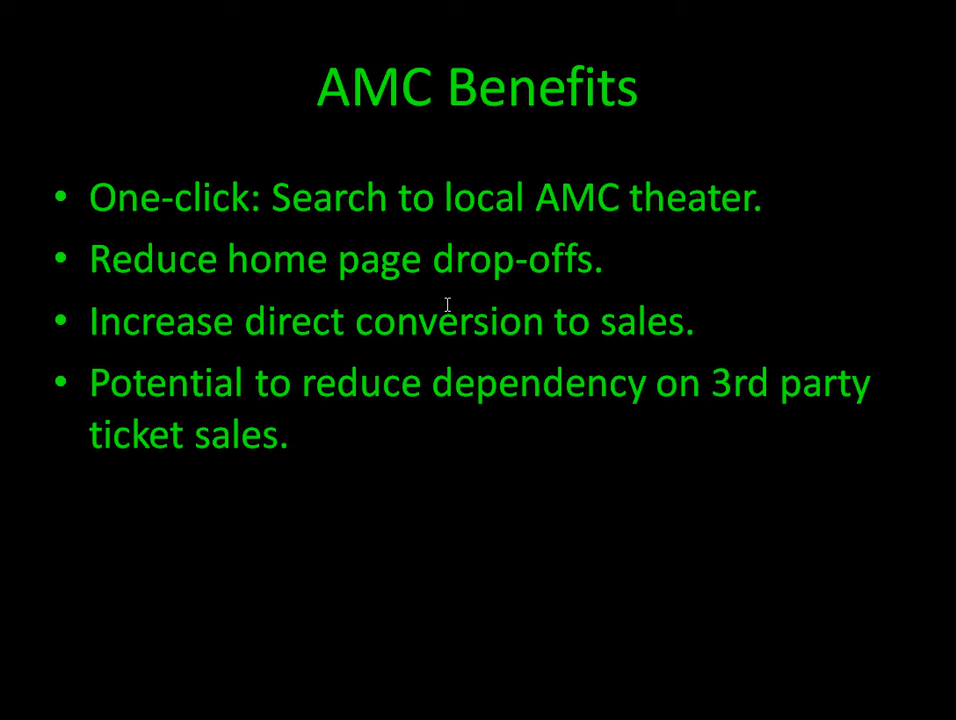 AMC Benefits
• One-click: Search to local AMC theater.
• Reduce home page drop-offs.
• Increase direct conversion to sales.
• Potential to reduce dependency on 3rd party
ticket sales.